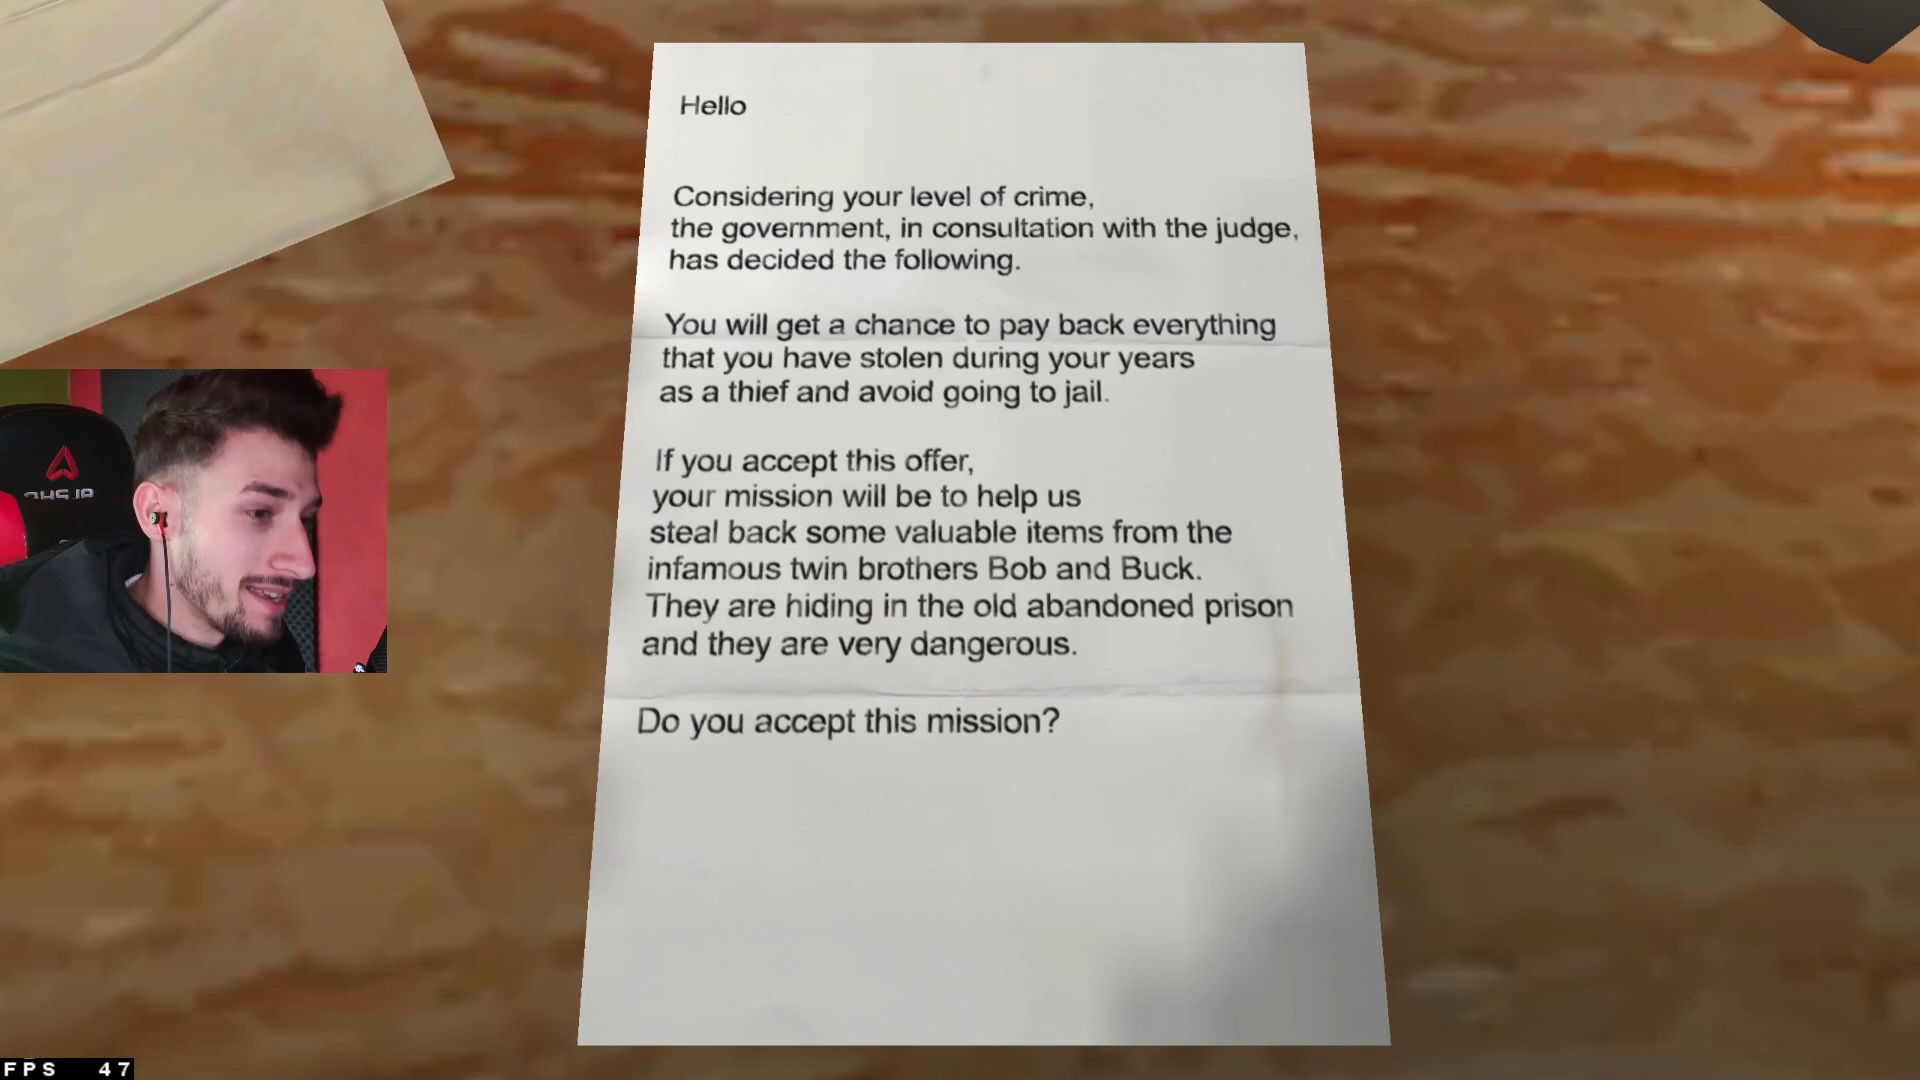 Hello
Considering your level of crime,
the government, in consultation with the judge,
has decided the following.
You will get a chance to pay back everything
that you have stolen during your years
as a thief and avoid going to jail.
If you accept this offer,
your mission will be to help us
steal back some valuable items from the
infamous twin brothers Bob and Buck.
They are hiding in the old abandoned prison
and they are very dangerous.
Do you accept this mission?
FPS 47